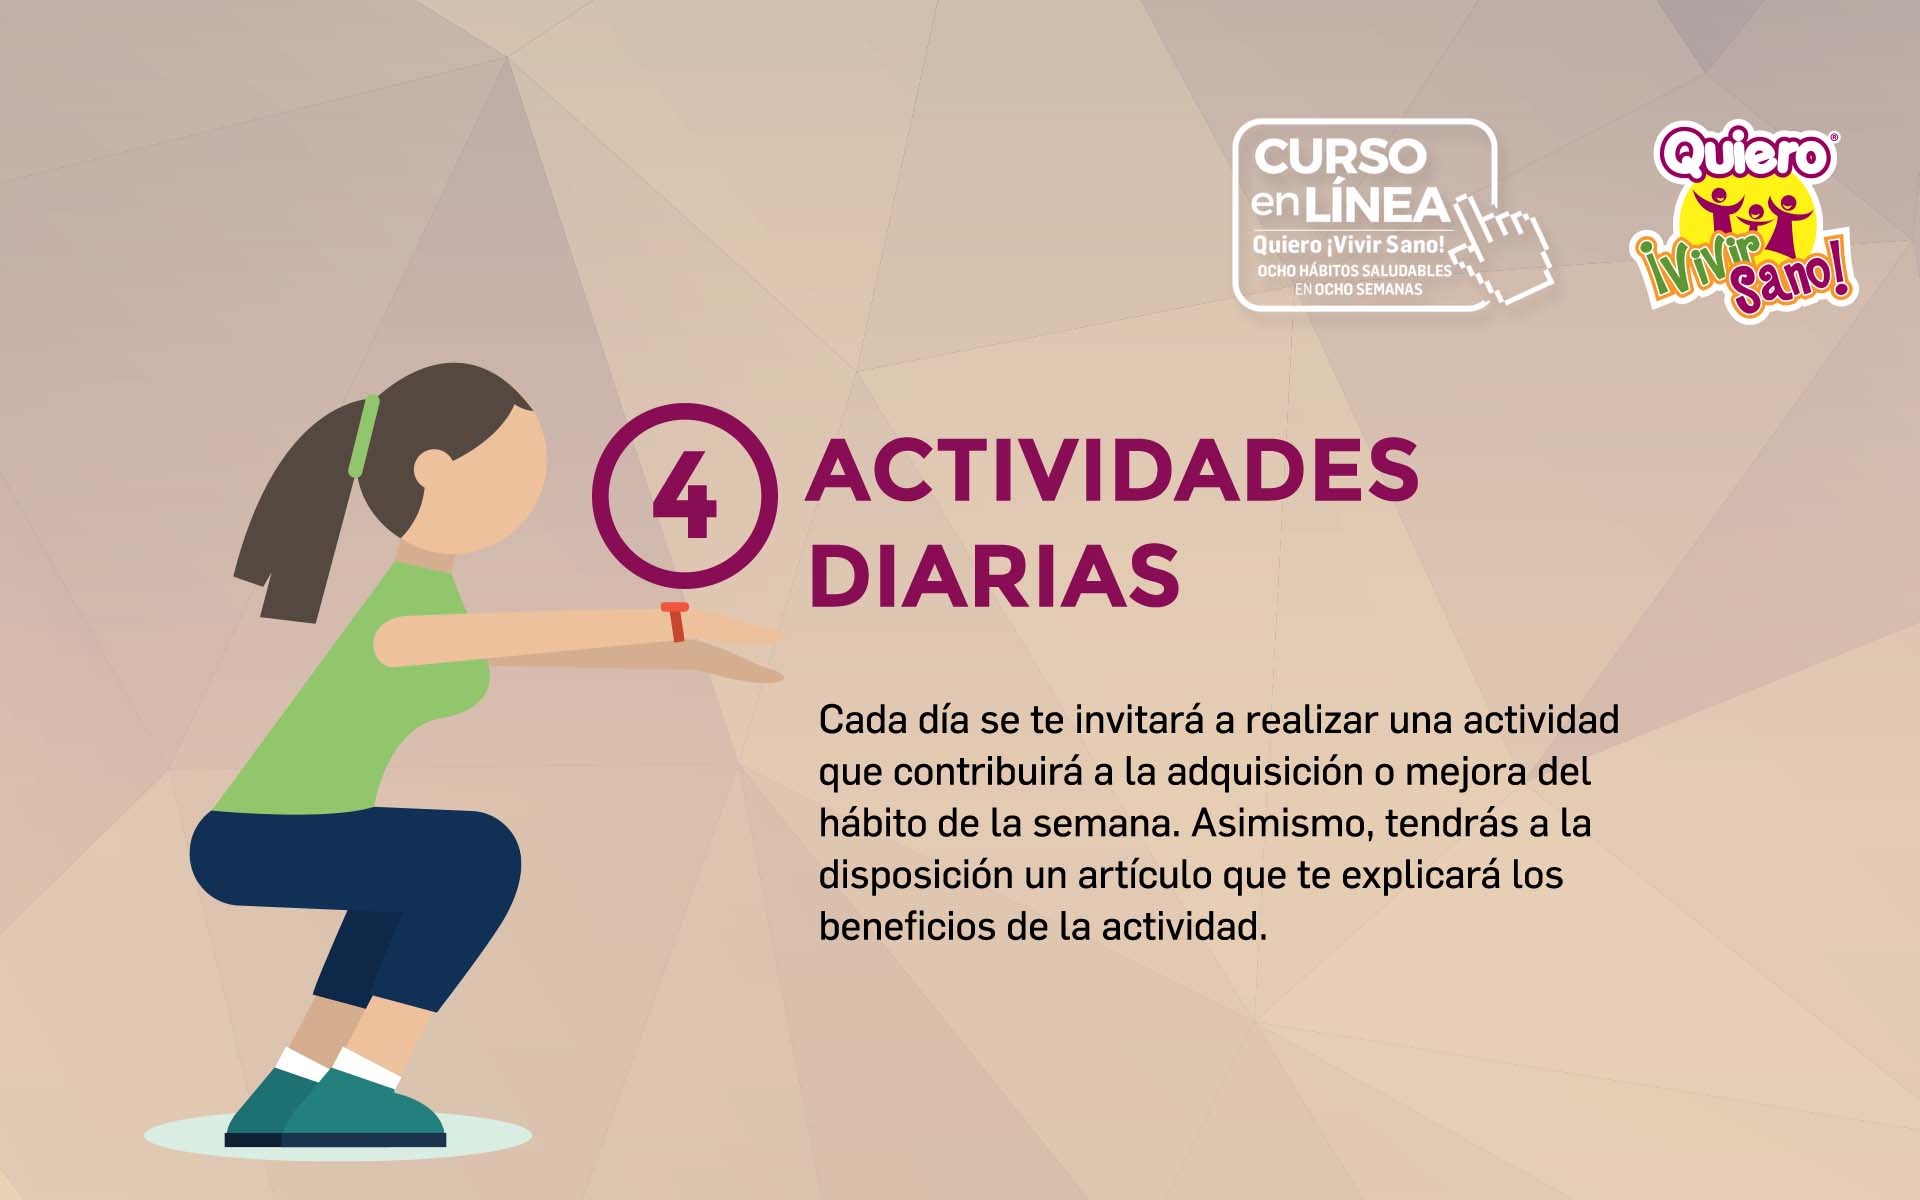 CURSO
en LÍNEA
Quiero ¡Vivir Sano!
OCHO HÁBITOS SALUDABLES
EN OCHO SEMANAS
Quiero®
¡Vivir
Sano!
4
ACTIVIDADES
DIARIAS
Cada día se te invitará a realizar una actividad
que contribuirá a la adquisición o mejora del
hábito de la semana. Asimismo, tendrás a la
disposición un artículo que te explicará los
beneficios de la actividad.